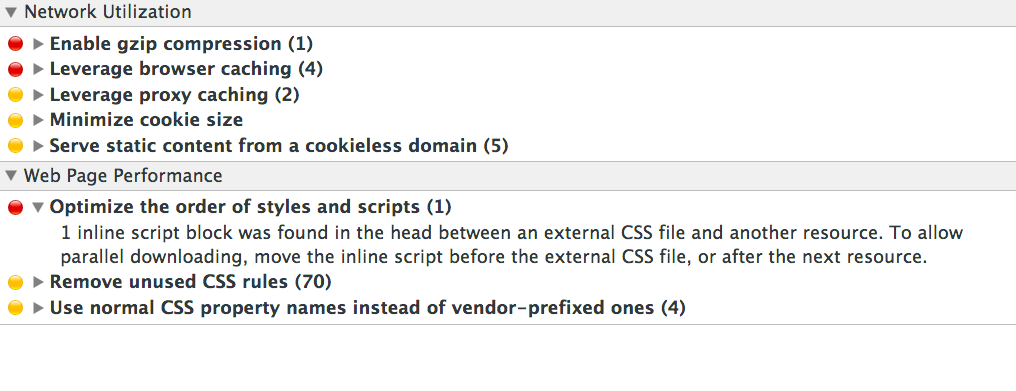 Network Utilization
Enable gzip compression (1)
Leverage browser caching (4)
Leverage proxy caching (2)
Minimize cookie size
Serve static content from a cookieless domain (5)
Web Page Performance
Optimize the order of styles and scripts (1)
1 inline script block was found in the head between an external CSS file and another resource. To allow
parallel downloading, move the inline script before the external CSS file, or after the next resource.
Remove unused CSS rules (70)
Use normal CSS property names instead of vendor-prefixed ones (4)